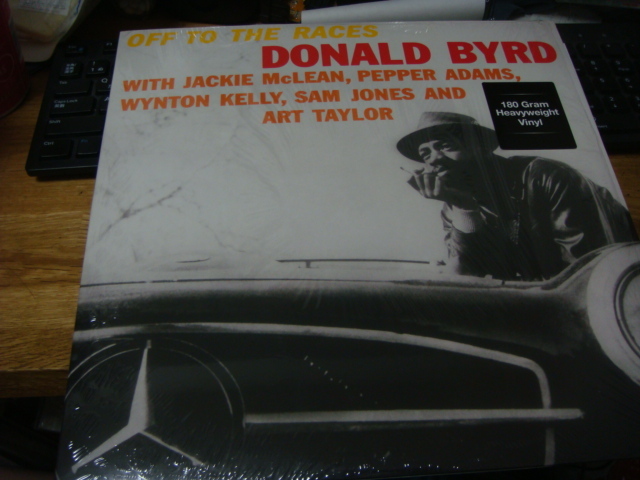 OFF TO THE RACES
DONALD BYRD
WITH JACKIE McLEAN, PEPPER ADAMS,
WYNTON KELLY, SAM JONES AND
ART TAYLOR
180 Gram
Heavyweight
Vinyl